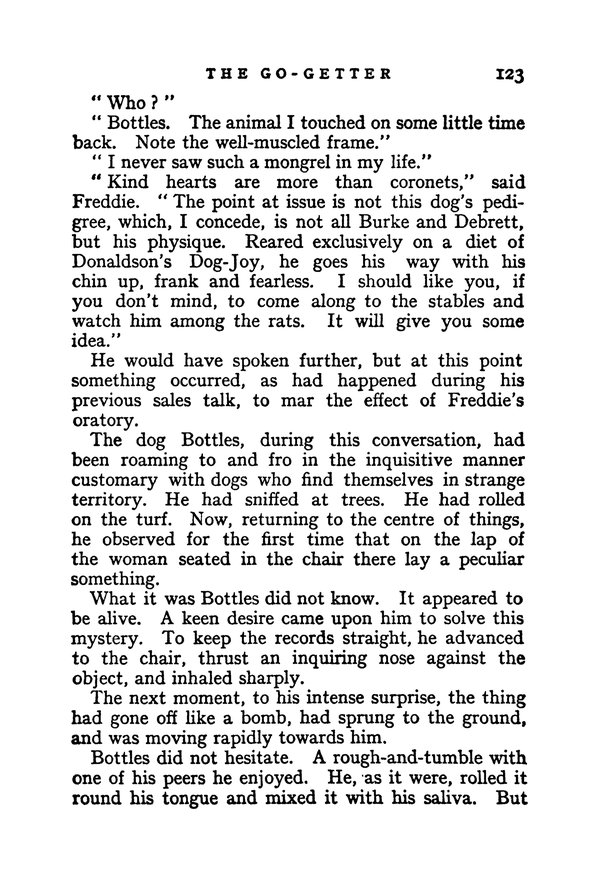 THE GO-GETTER 123
“ Who ? ”
“ Bottles. The animal I touched on some little time
back. Note the well-muscled frame.”
“ I never saw such a mongrel in my life.”
“ Kind hearts are more than coronets,” said
Freddie. “ The point at issue is not this dog’s pedi-
gree, which, I concede, is not all Burke and Debrett,
but his physique. Reared exclusively on a diet of
Donaldson’s Dog-Joy, he goes his way with his
chin up, frank and fearless. I should like you, if
you don’t mind, to come along to the stables and
watch him among the rats. It will give you some
idea.”
He would have spoken further, but at this point
something occurred, as had happened during his
previous sales talk, to mar the effect of Freddie’s
oratory.
The dog Bottles, during this conversation, had
been roaming to and fro in the inquisitive manner
customary with dogs who find themselves in strange
territory. He had sniffed at trees. He had rolled
on the turf. Now, returning to the centre of things,
he observed for the first time that on the lap of
the woman seated in the chair there lay a peculiar
something.
What it was Bottles did not know. It appeared to
be alive. A keen desire came upon him to solve this
mystery. To keep the records straight, he advanced
to the chair, thrust an inquiring nose against the
object, and inhaled sharply.
The next moment, to his intense surprise, the thing
had gone off like a bomb, had sprung to the ground,
and was moving rapidly towards him.
Bottles did not hesitate. A rough-and-tumble with
one of his peers he enjoyed. He, as it were, rolled it
round his tongue and mixed it with his saliva. But